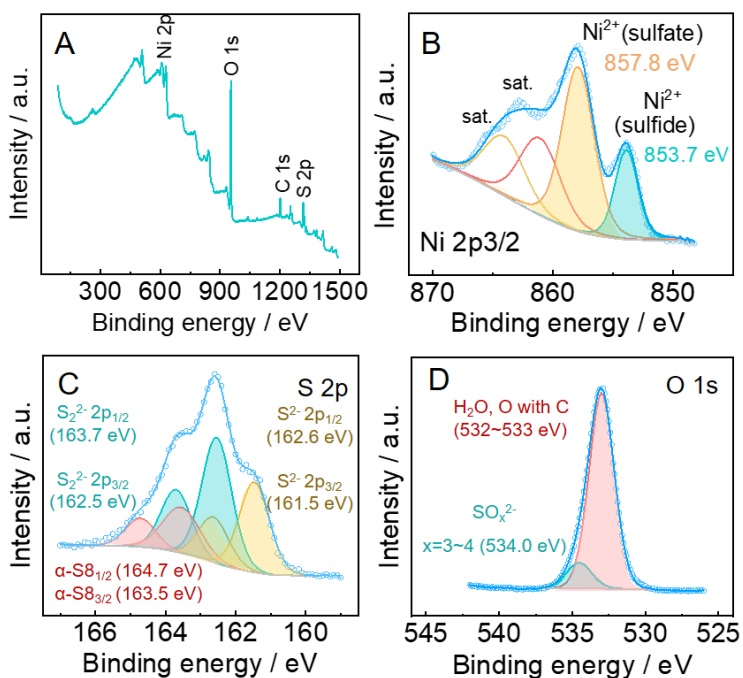 A
Ni 2p
O 1s
C 1s
S 2p
Intensity / a.u.
300 600 900 1200 1500
Binding energy / eV
B
Ni²⁺(sulfate)
857.8 eV
Ni²⁺
(sulfide)
853.7 eV
sat.
sat.
Ni 2p3/2
Intensity / a.u.
870 860 850
Binding energy / eV
C
S 2p
S₂²⁻ 2p₁/₂
(163.7 eV)
S²⁻ 2p₁/₂
(162.6 eV)
S₂²⁻ 2p₃/₂
(162.5 eV)
S²⁻ 2p₃/₂
(161.5 eV)
α-S8₁/₂ (164.7 eV)
α-S8₃/₂ (163.5 eV)
Intensity / a.u.
166 164 162 160
Binding energy / eV
D
O 1s
H₂O, O with C
(532~533 eV)
SOₓ²⁻
x=3~4 (534.0 eV)
Intensity / a.u.
545 540 535 530 525
Binding energy / eV